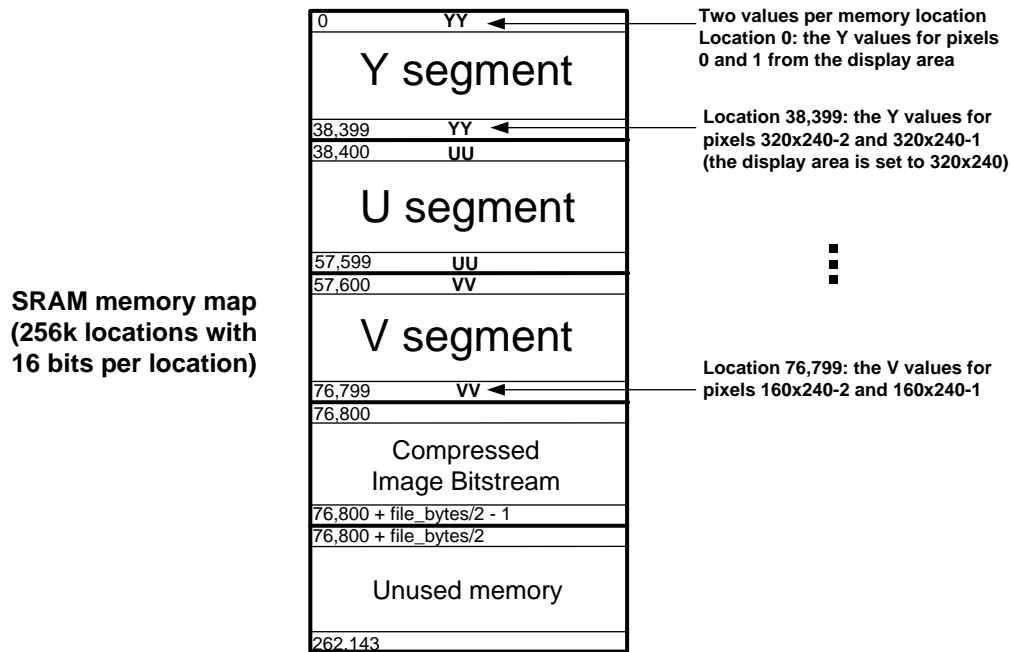 0 YY
Two values per memory location
Location 0: the Y values for pixels
0 and 1 from the display area
Y segment
38,399 YY
Location 38,399: the Y values for
pixels 320x240-2 and 320x240-1
(the display area is set to 320x240)
38,400 UU
U segment
57,599 UU
57,600 VV
SRAM memory map
(256k locations with
16 bits per location)
V segment
76,799 VV
Location 76,799: the V values for
pixels 160x240-2 and 160x240-1
76,800
Compressed
Image Bitstream
76,800 + file_bytes/2 - 1
76,800 + file_bytes/2
Unused memory
262,143